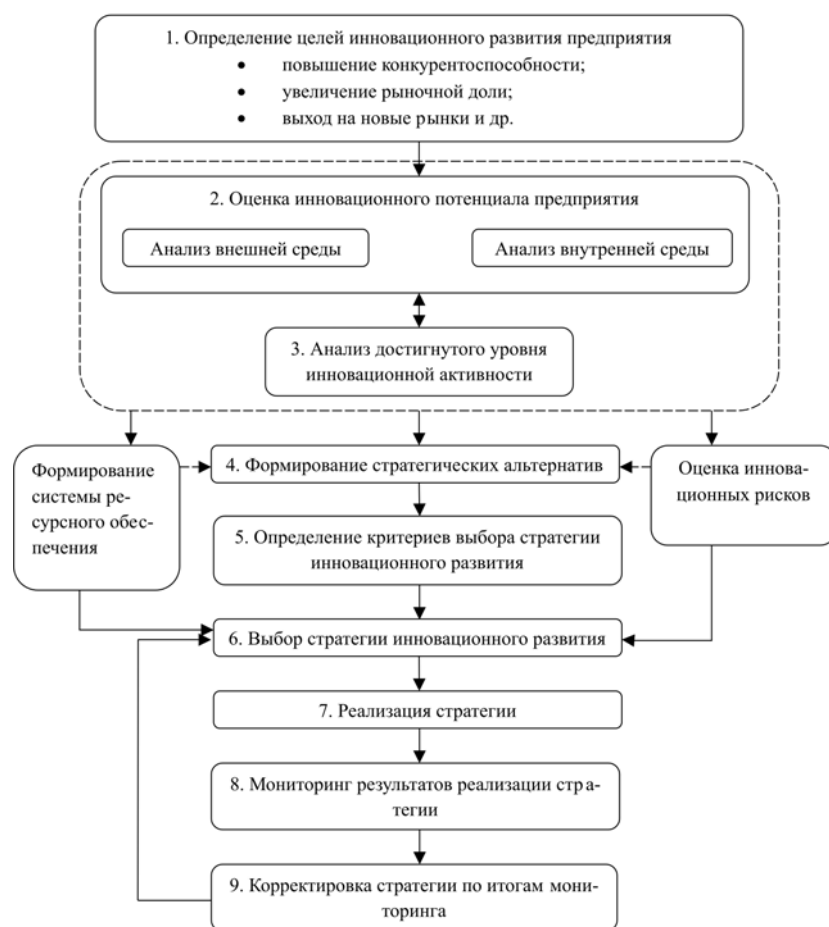 1. Определение целей инновационного развития предприятия
• повышение конкурентоспособности;
• увеличение рыночной доли;
• выход на новые рынки и др.
2. Оценка инновационного потенциала предприятия
Анализ внешней среды
Анализ внутренней среды
3. Анализ достигнутого уровня
инновационной активности
Формирование
системы ре-
сурсного обес-
печения
4. Формирование стратегических альтернатив
Оценка иннова-
ционных рисков
5. Определение критериев выбора стратегии
инновационного развития
6. Выбор стратегии инновационного развития
7. Реализация стратегии
8. Мониторинг результатов реализации стра-
тегии
9. Корректировка стратегии по итогам мони-
торинга